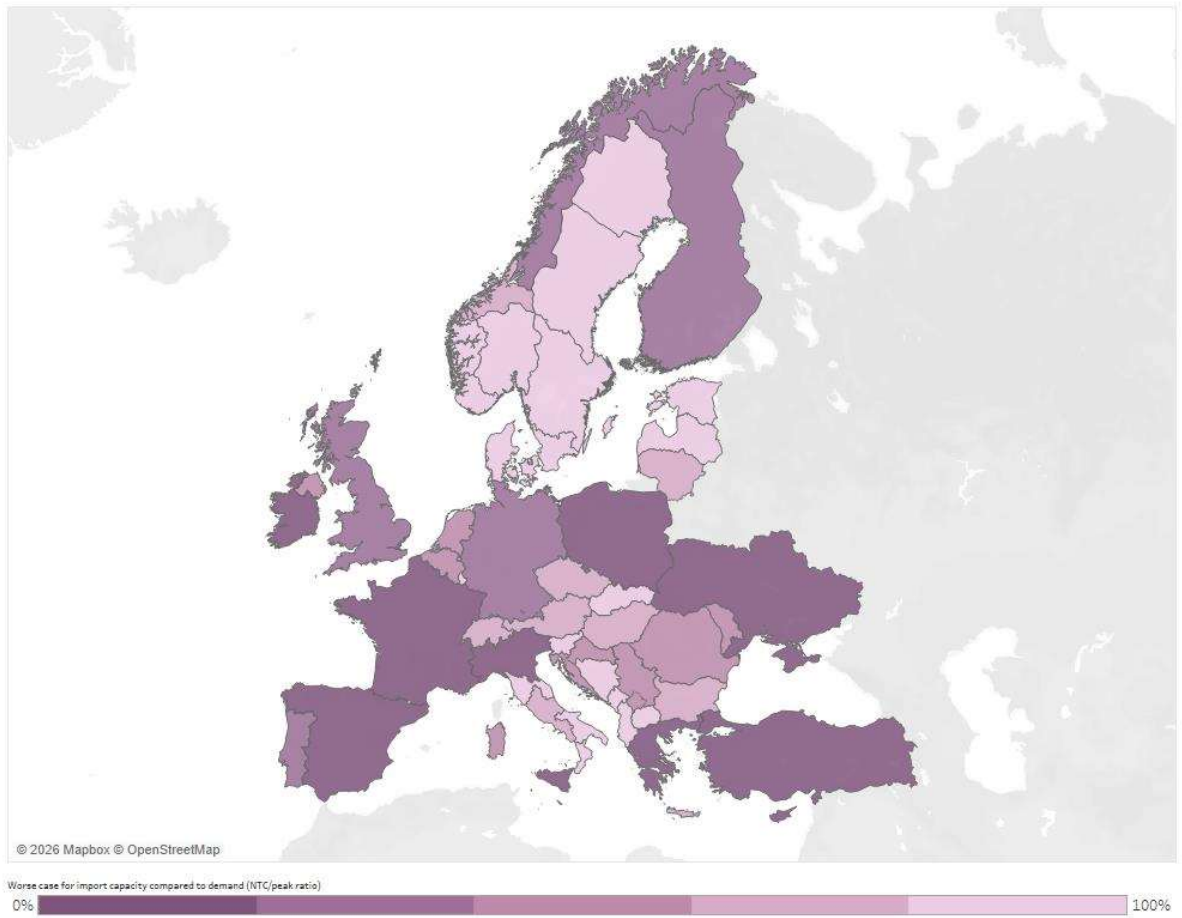 © 2026 Mapbox © OpenStreetMap
Worse case for import capacity compared to demand (NTC/peak ratio)
0% 100%